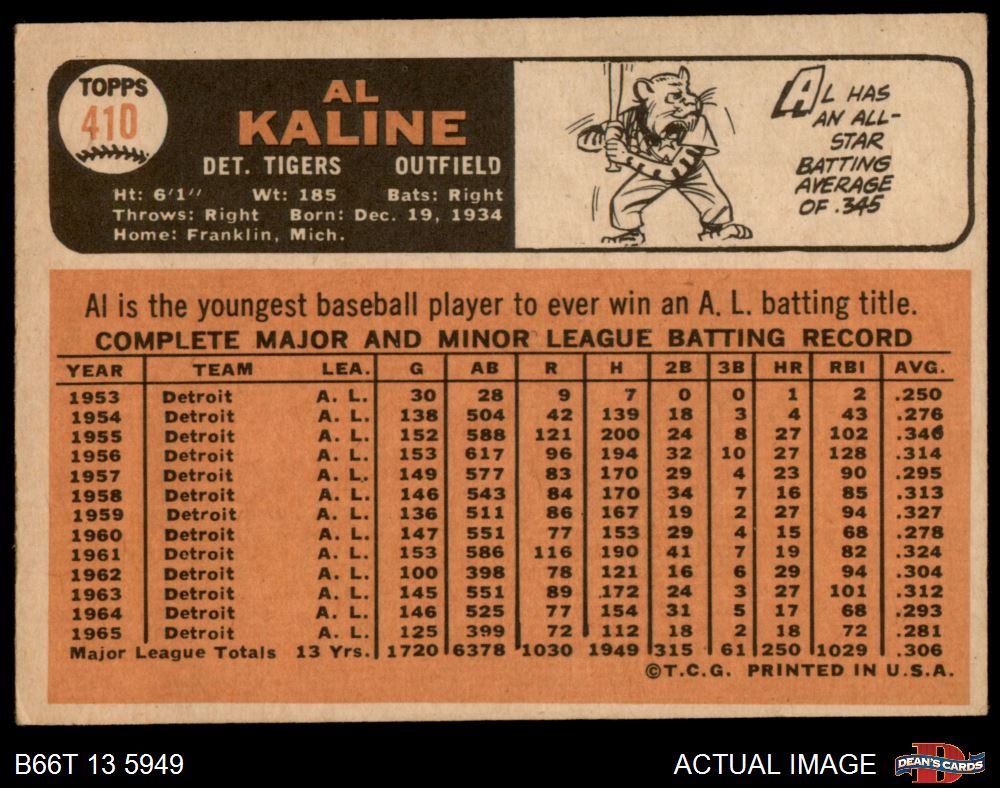 TOPPS
410
AL
KALINE
DET. TIGERS OUTFIELD
Ht: 6'1" Wt: 185 Bats: Right
Throws: Right Born: Dec. 19, 1934
Home: Franklin, Mich.
AL HAS
AN ALL-
STAR
BATTING
AVERAGE
OF .345
Al is the youngest baseball player to ever win an A. L. batting title.
COMPLETE MAJOR AND MINOR LEAGUE BATTING RECORD
YEAR TEAM LEA. G AB R H 2B 3B HR RBI AVG.
1953 Detroit A. L. 30 28 9 7 0 0 1 2 .250
1954 Detroit A. L. 138 504 42 139 18 3 4 43 .276
1955 Detroit A. L. 152 588 121 200 24 8 27 102 .340
1956 Detroit A. L. 153 617 96 194 32 10 27 128 .314
1957 Detroit A. L. 149 577 83 170 29 4 23 90 .295
1958 Detroit A. L. 146 543 84 170 34 7 16 85 .313
1959 Detroit A. L. 136 511 86 167 19 2 27 94 .327
1960 Detroit A. L. 147 551 77 153 29 4 15 68 .278
1961 Detroit A. L. 153 586 116 190 41 7 19 82 .324
1962 Detroit A. L. 100 398 78 121 16 6 29 94 .304
1963 Detroit A. L. 145 551 89 172 24 3 27 101 .312
1964 Detroit A. L. 146 525 77 154 31 5 17 68 .293
1965 Detroit A. L. 125 399 72 112 18 2 18 72 .281
Major League Totals 13 Yrs. 1720 6378 1030 1949 315 61 250 1029 .306
©T.C.G. PRINTED IN U.S.A.
B66T 13 5949 ACTUAL IMAGE
D
DEAN'S CARDS